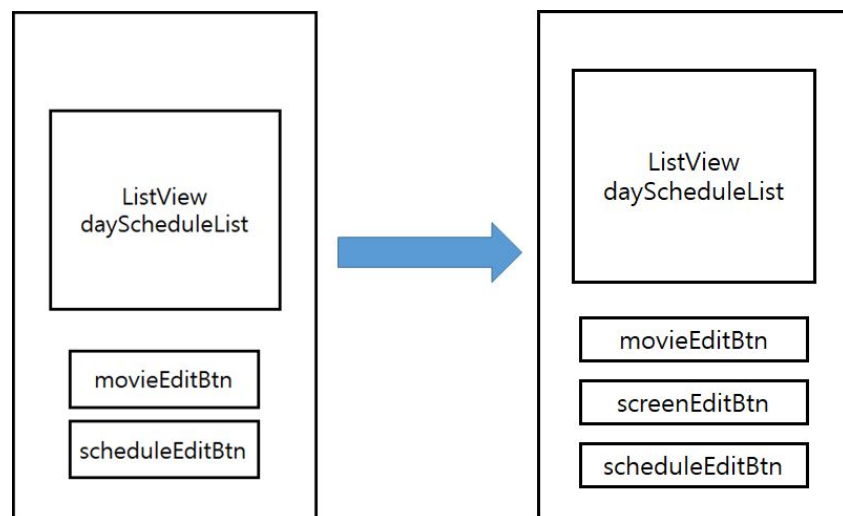 ListView
dayScheduleList
movieEditBtn
scheduleEditBtn
ListView
dayScheduleList
movieEditBtn
screenEditBtn
scheduleEditBtn